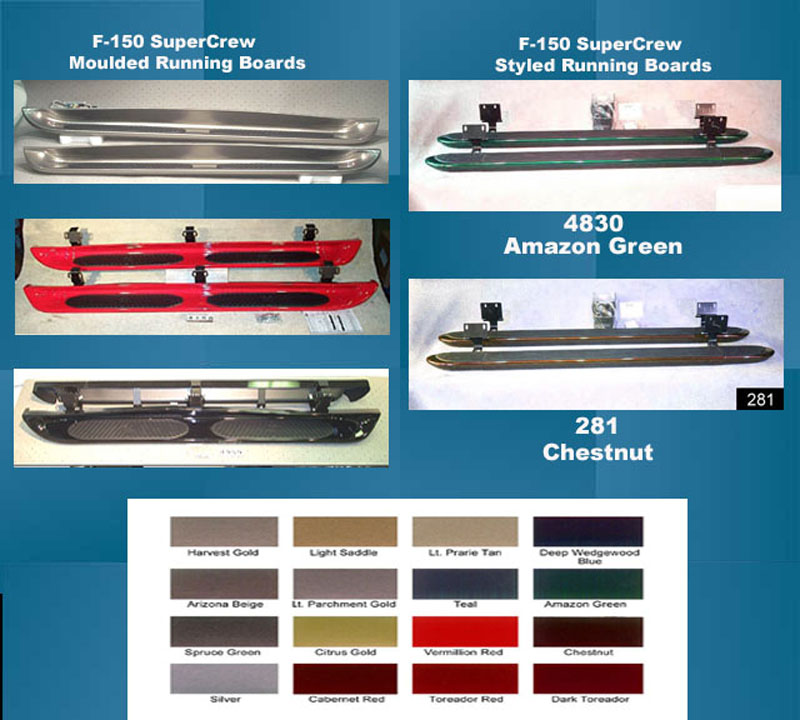 F-150 SuperCrew
Moulded Running Boards
F-150 SuperCrew
Styled Running Boards
4830
Amazon Green
281
281
Chestnut
Harvest Gold
Light Saddle
Lt. Prarie Tan
Deep Wedgewood
Blue
Arizona Beige
Lt. Parchment Gold
Teal
Amazon Green
Spruce Green
Citrus Gold
Vermillion Red
Chestnut
Silver
Cabernet Red
Toreador Red
Dark Toreador